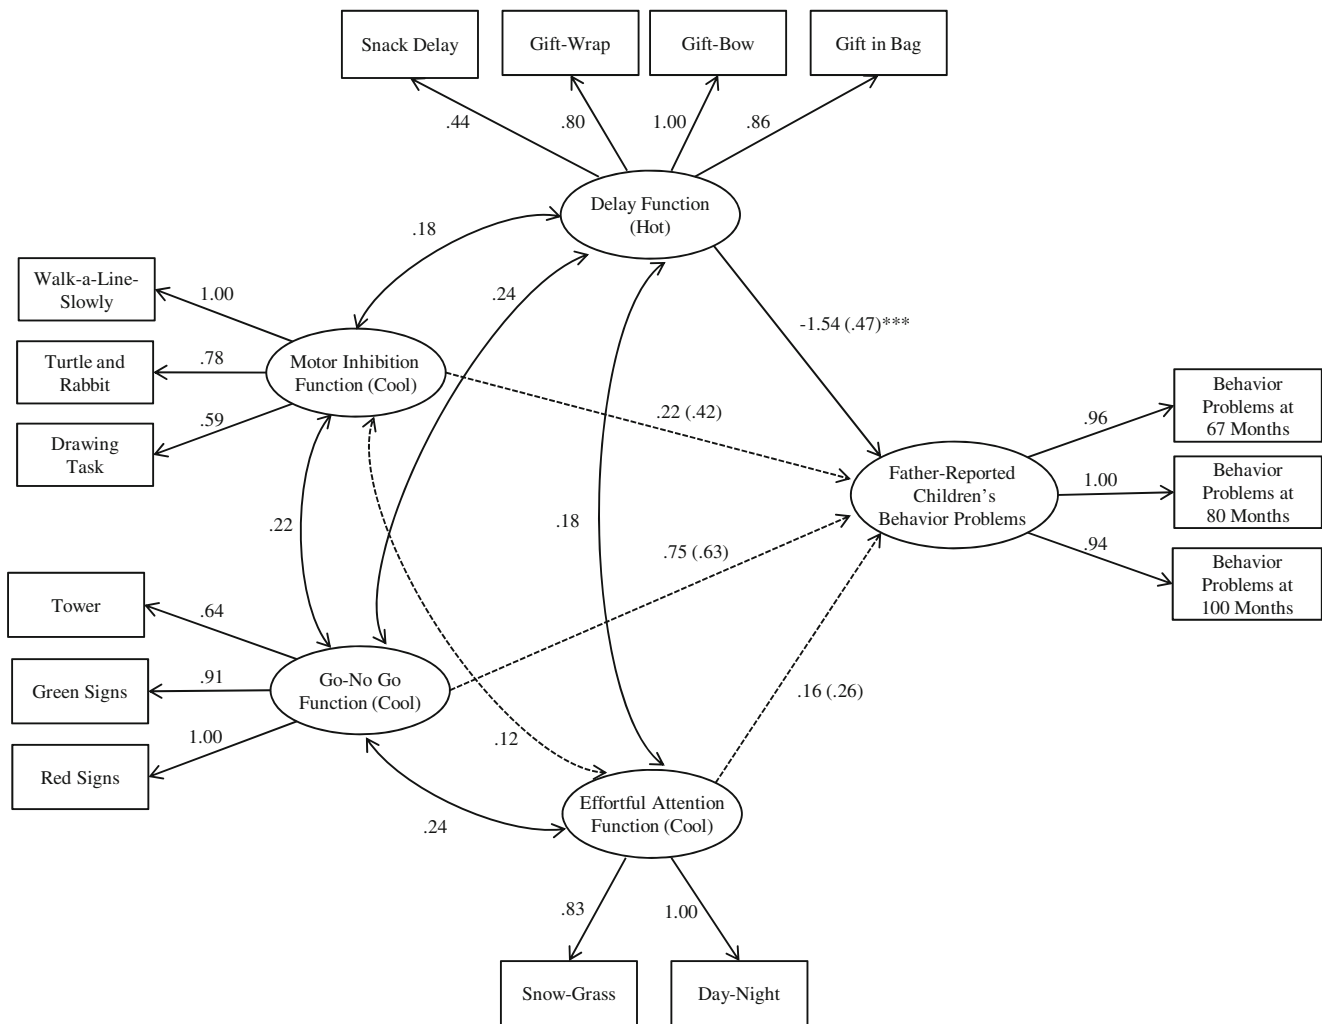 Snack Delay
Gift-Wrap
Gift-Bow
Gift in Bag
.44
.80
1.00
.86
Delay Function
(Hot)
.18
.24
Walk-a-Line-
Slowly
1.00
Turtle and
Rabbit
.78
Drawing
Task
.59
Motor Inhibition
Function (Cool)
-1.54 (.47)***
.22 (.42)
Behavior
Problems at
67 Months
.96
Father-Reported
Children’s
Behavior Problems
1.00
Behavior
Problems at
80 Months
.94
Behavior
Problems at
100 Months
.22
.18
.75 (.63)
Tower
.64
Green Signs
.91
Red Signs
1.00
Go-No Go
Function (Cool)
.16 (.26)
.12
.24
Effortful Attention
Function (Cool)
.83
1.00
Snow-Grass
Day-Night